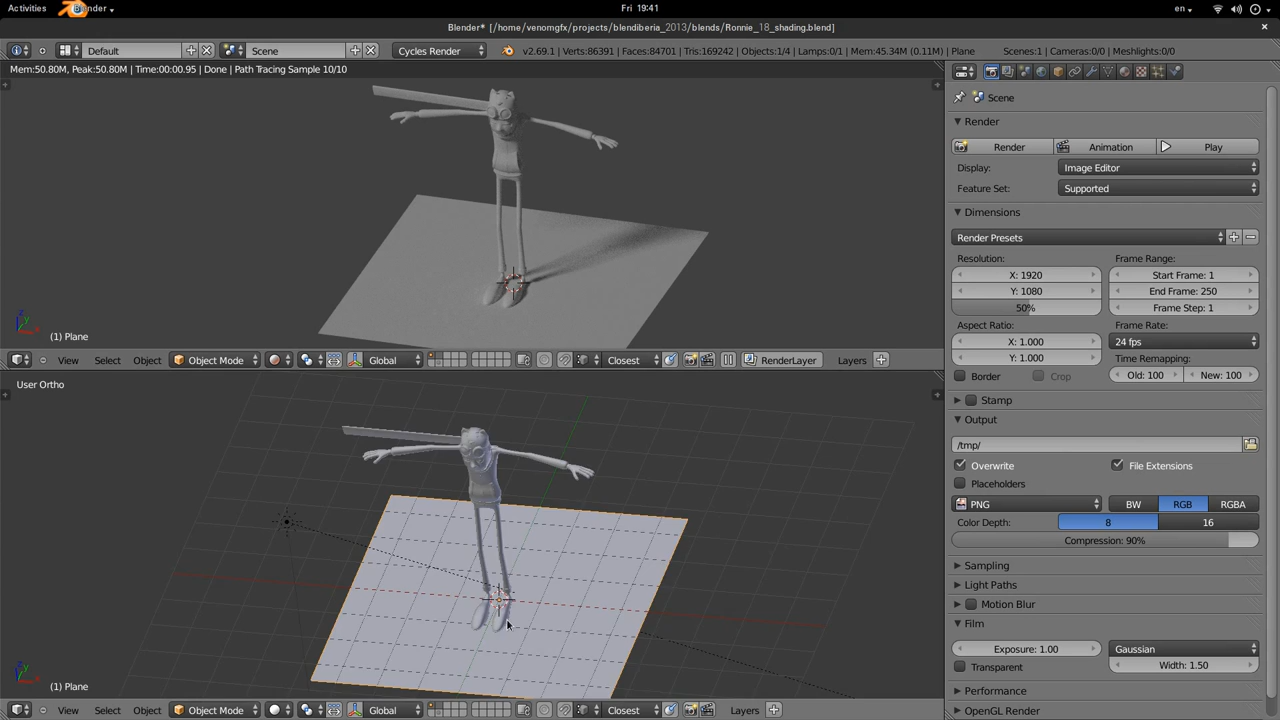 Activities Blender Fri 19:41 en
Blender* [/home/venomgfx/projects/blendiberia_2013/blends/Ronnie_18_shading.blend]
Default Scene Cycles Render v2.69.1 | Verts:86391 | Faces:84701 | Tris:169242 | Objects:1/4 | Lamps:0/1 | Mem:45.34M (0.11M) | Plane Scenes:1 | Cameras:0/0 | Meshlights:0/0
Mem:50.80M, Peak:50.80M | Time:00:00.95 | Done | Path Tracing Sample 10/10
Scene
Render
Render Animation Play
Display: Image Editor
Feature Set: Supported
Dimensions
Render Presets
Resolution: Frame Range:
X: 1920 Start Frame: 1
Y: 1080 End Frame: 250
50% Frame Step: 1
Aspect Ratio: Frame Rate:
X: 1.000 24 fps
Y: 1.000 Time Remapping:
Border Crop Old: 100 New: 100
Stamp
Output
/tmp/
Overwrite File Extensions
Placeholders
PNG BW RGB RGBA
Color Depth: 8 16
Compression: 90%
Sampling
Light Paths
Motion Blur
Film
Exposure: 1.00 Gaussian
Transparent Width: 1.50
Performance
OpenGL Render
(1) Plane
View Select Object Object Mode Global Closest RenderLayer Layers
User Ortho
(1) Plane
View Select Object Object Mode Global Closest Layers